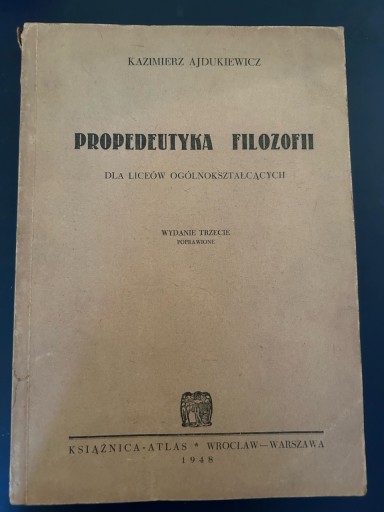 KAZIMIERZ AJDUKIEWICZ
PROPEDEUTYKA FILOZOFII
DLA LICEÓW OGÓLNOKSZTAŁCĄCYCH
WYDANIE TRZECIE
POPRAWIONE
KSIĄŻNICA-ATLAS * WROCŁAW—WARSZAWA
1948